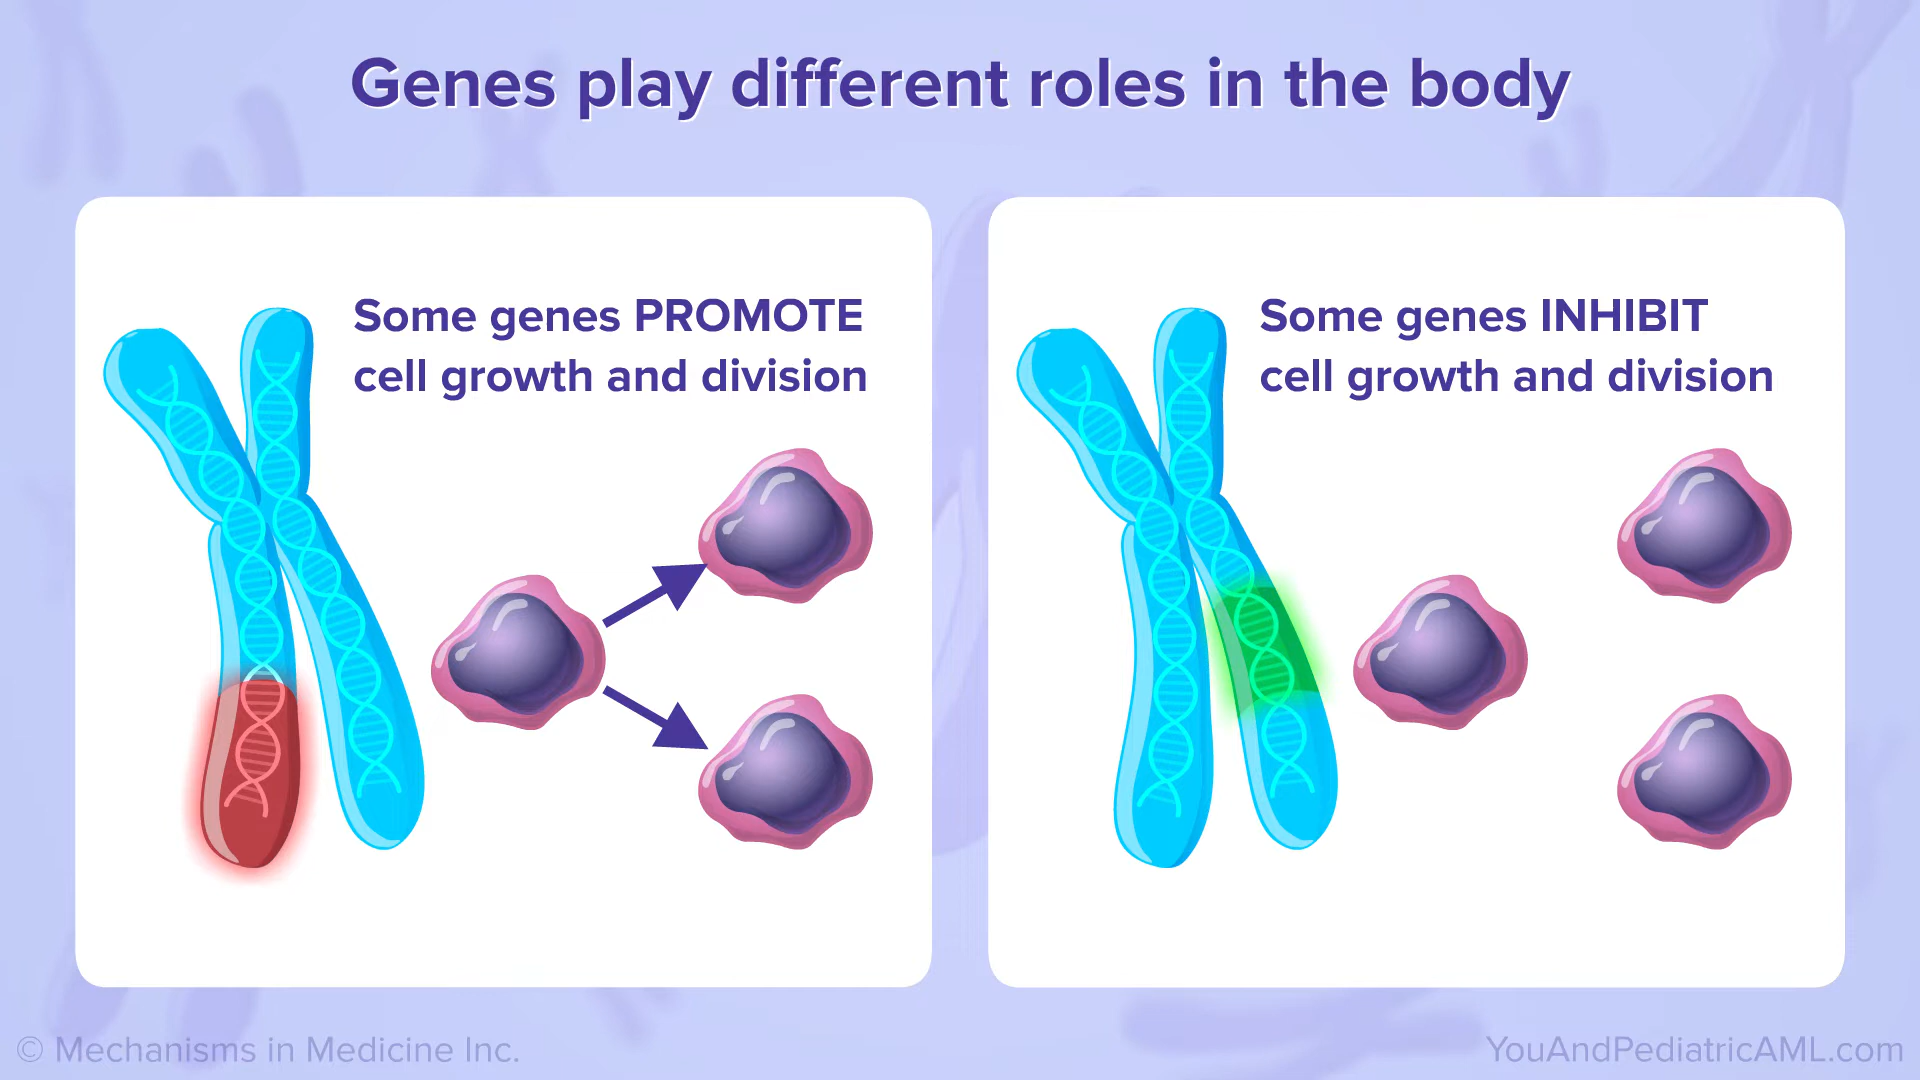 Genes play different roles in the body
Some genes PROMOTE
cell growth and division
Some genes INHIBIT
cell growth and division
© Mechanisms in Medicine Inc.
YouAndPediatricAML.com